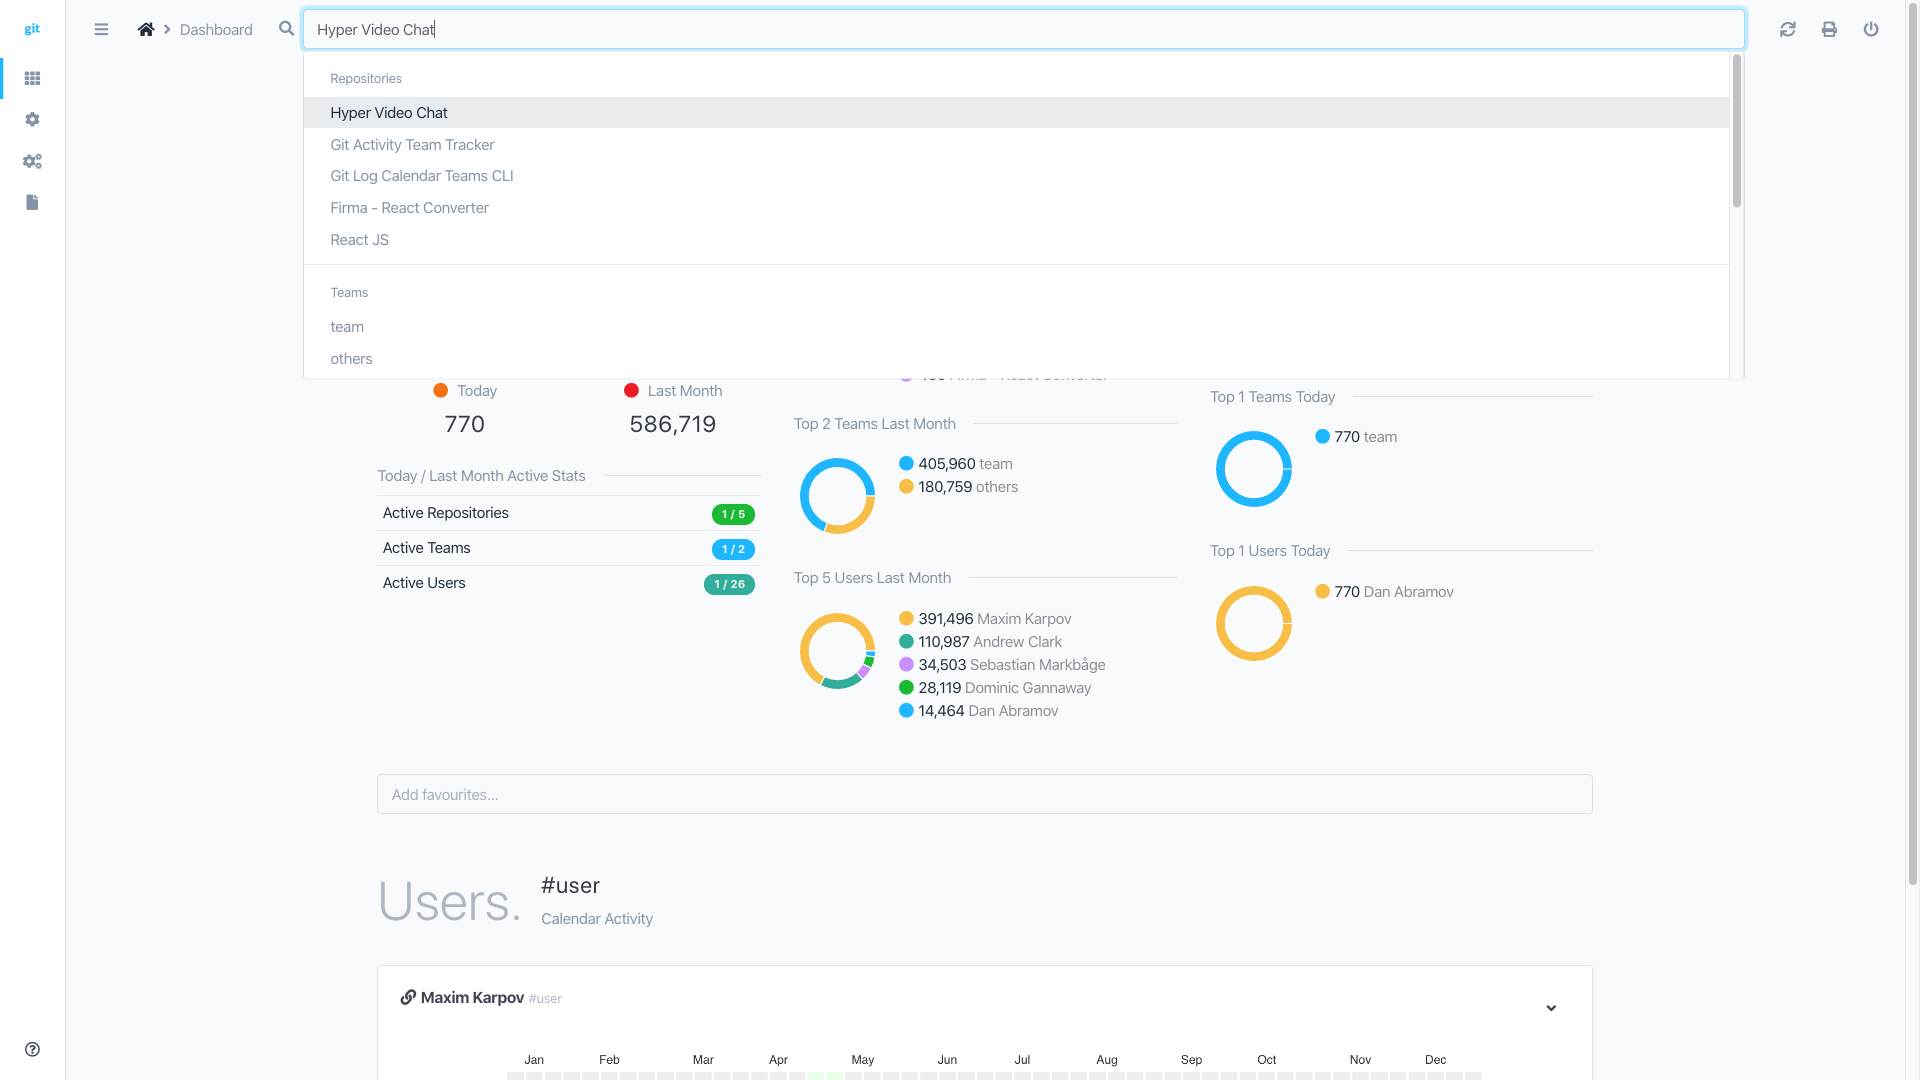 git
Dashboard
Hyper Video Chat
Repositories
Hyper Video Chat
Git Activity Team Tracker
Git Log Calendar Teams CLI
Firma - React Converter
React JS
Teams
team
others
Today
770
Last Month
586,719
Today / Last Month Active Stats
Active Repositories 1 / 5
Active Teams 1 / 2
Active Users 1 / 26
Top 2 Teams Last Month
405,960 team
180,759 others
Top 5 Users Last Month
391,496 Maxim Karpov
110,987 Andrew Clark
34,503 Sebastian Markbåge
28,119 Dominic Gannaway
14,464 Dan Abramov
Top 1 Teams Today
770 team
Top 1 Users Today
770 Dan Abramov
Add favourites...
Users.
#user
Calendar Activity
Maxim Karpov #user
Jan Feb Mar Apr May Jun Jul Aug Sep Oct Nov Dec